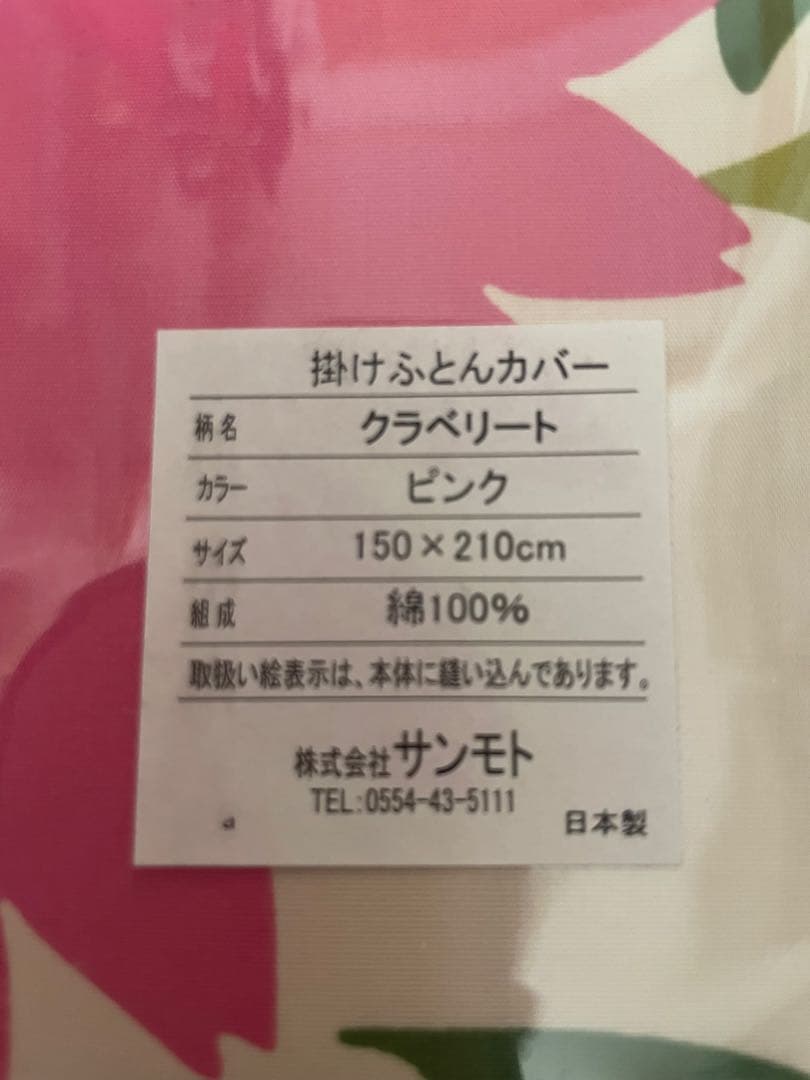 掛けふとんカバー
柄名 クラベリート
カラー ピンク
サイズ 150×210cm
組成 綿100%
取扱い絵表示は、本体に縫い込んであります。
株式会社サンモト
TEL:0554-43-5111
a 日本製